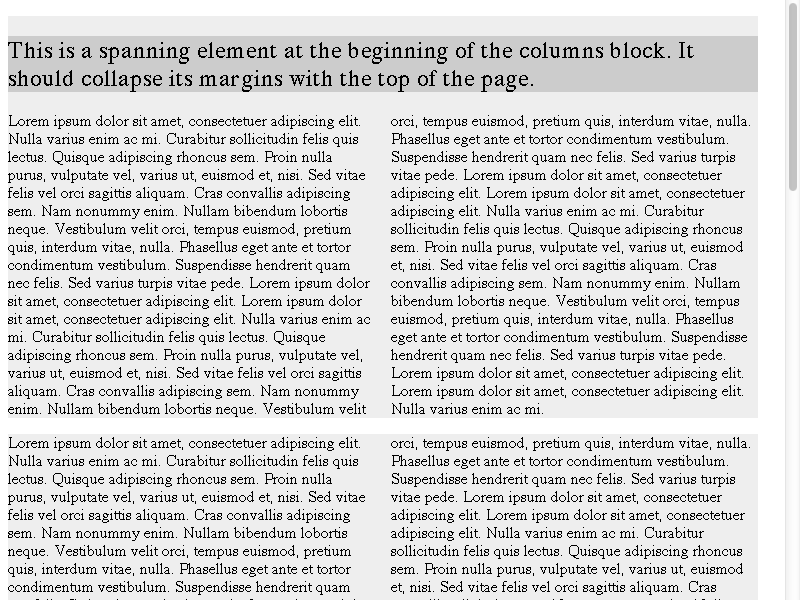 This is a spanning element at the beginning of the columns block. It
should collapse its margins with the top of the page.
Lorem ipsum dolor sit amet, consectetuer adipiscing elit.
Nulla varius enim ac mi. Curabitur sollicitudin felis quis
lectus. Quisque adipiscing rhoncus sem. Proin nulla
purus, vulputate vel, varius ut, euismod et, nisi. Sed vitae
felis vel orci sagittis aliquam. Cras convallis adipiscing
sem. Nam nonummy enim. Nullam bibendum lobortis
neque. Vestibulum velit orci, tempus euismod, pretium
quis, interdum vitae, nulla. Phasellus eget ante et tortor
condimentum vestibulum. Suspendisse hendrerit quam
nec felis. Sed varius turpis vitae pede. Lorem ipsum dolor
sit amet, consectetuer adipiscing elit. Lorem ipsum dolor
sit amet, consectetuer adipiscing elit. Nulla varius enim ac
mi. Curabitur sollicitudin felis quis lectus. Quisque
adipiscing rhoncus sem. Proin nulla purus, vulputate vel,
varius ut, euismod et, nisi. Sed vitae felis vel orci sagittis
aliquam. Cras convallis adipiscing sem. Nam nonummy
enim. Nullam bibendum lobortis neque. Vestibulum velit
orci, tempus euismod, pretium quis, interdum vitae, nulla.
Phasellus eget ante et tortor condimentum vestibulum.
Suspendisse hendrerit quam nec felis. Sed varius turpis
vitae pede. Lorem ipsum dolor sit amet, consectetuer
adipiscing elit. Lorem ipsum dolor sit amet, consectetuer
adipiscing elit. Nulla varius enim ac mi. Curabitur
sollicitudin felis quis lectus. Quisque adipiscing rhoncus
sem. Proin nulla purus, vulputate vel, varius ut, euismod
et, nisi. Sed vitae felis vel orci sagittis aliquam. Cras
convallis adipiscing sem. Nam nonummy enim. Nullam
bibendum lobortis neque. Vestibulum velit orci, tempus
euismod, pretium quis, interdum vitae, nulla. Phasellus
eget ante et tortor condimentum vestibulum. Suspendisse
hendrerit quam nec felis. Sed varius turpis vitae pede.
Lorem ipsum dolor sit amet, consectetuer adipiscing elit.
Lorem ipsum dolor sit amet, consectetuer adipiscing elit.
Nulla varius enim ac mi.
Lorem ipsum dolor sit amet, consectetuer adipiscing elit.
Nulla varius enim ac mi. Curabitur sollicitudin felis quis
lectus. Quisque adipiscing rhoncus sem. Proin nulla
purus, vulputate vel, varius ut, euismod et, nisi. Sed vitae
felis vel orci sagittis aliquam. Cras convallis adipiscing
sem. Nam nonummy enim. Nullam bibendum lobortis
neque. Vestibulum velit orci, tempus euismod, pretium
quis, interdum vitae, nulla. Phasellus eget ante et tortor
condimentum vestibulum. Suspendisse hendrerit quam
orci, tempus euismod, pretium quis, interdum vitae, nulla.
Phasellus eget ante et tortor condimentum vestibulum.
Suspendisse hendrerit quam nec felis. Sed varius turpis
vitae pede. Lorem ipsum dolor sit amet, consectetuer
adipiscing elit. Lorem ipsum dolor sit amet, consectetuer
adipiscing elit. Nulla varius enim ac mi. Curabitur
sollicitudin felis quis lectus. Quisque adipiscing rhoncus
sem. Proin nulla purus, vulputate vel, varius ut, euismod
et, nisi. Sed vitae felis vel orci sagittis aliquam. Cras